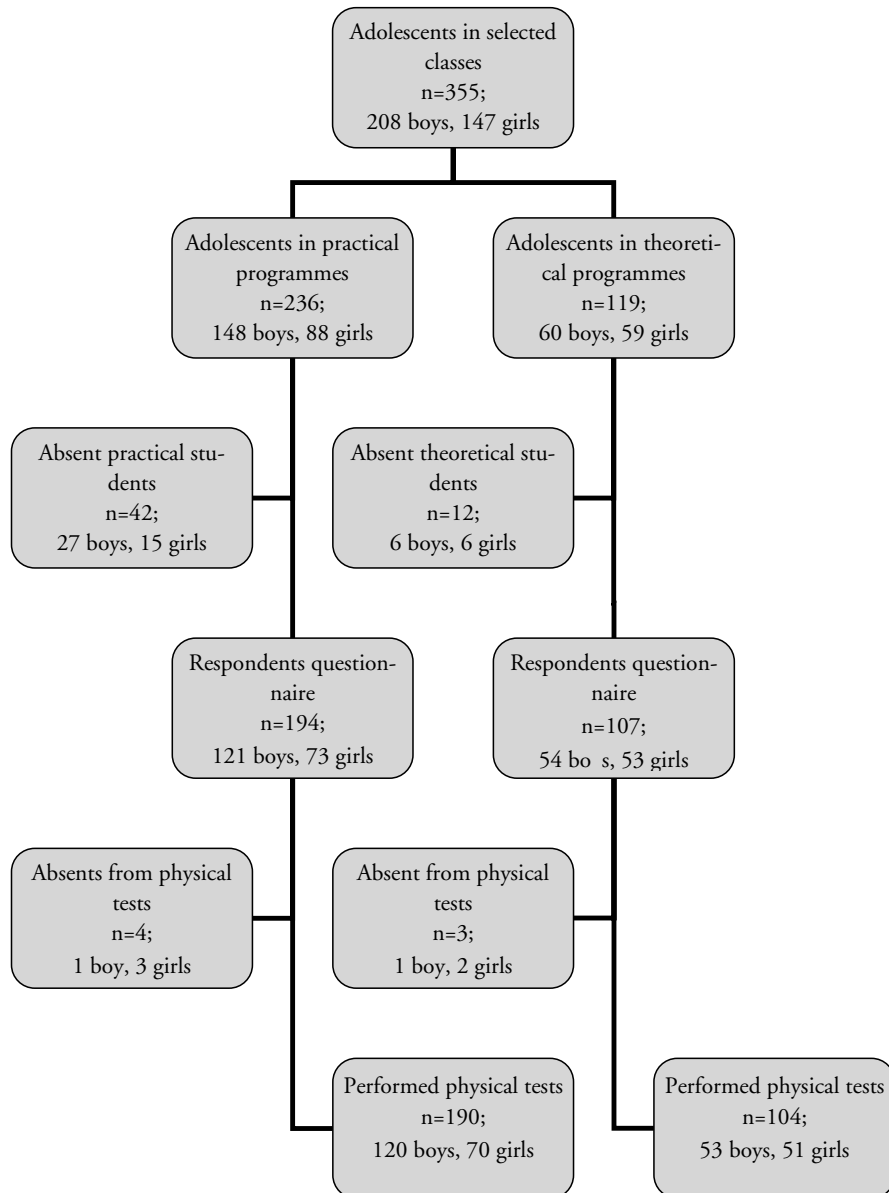 Adolescents in selected
classes
n=355;
208 boys, 147 girls
Adolescents in practical
programmes
n=236;
148 boys, 88 girls
Adolescents in theoreti-
cal programmes
n=119;
60 boys, 59 girls
Absent practical stu-
dents
n=42;
27 boys, 15 girls
Absent theoretical stu-
dents
n=12;
6 boys, 6 girls
Respondents question-
naire
n=194;
121 boys, 73 girls
Respondents question-
naire
n=107;
54 bo s, 53 girls
Absents from physical
tests
n=4;
1 boy, 3 girls
Absent from physical
tests
n=3;
1 boy, 2 girls
Performed physical tests
n=190;
120 boys, 70 girls
Performed physical tests
n=104;
53 boys, 51 girls